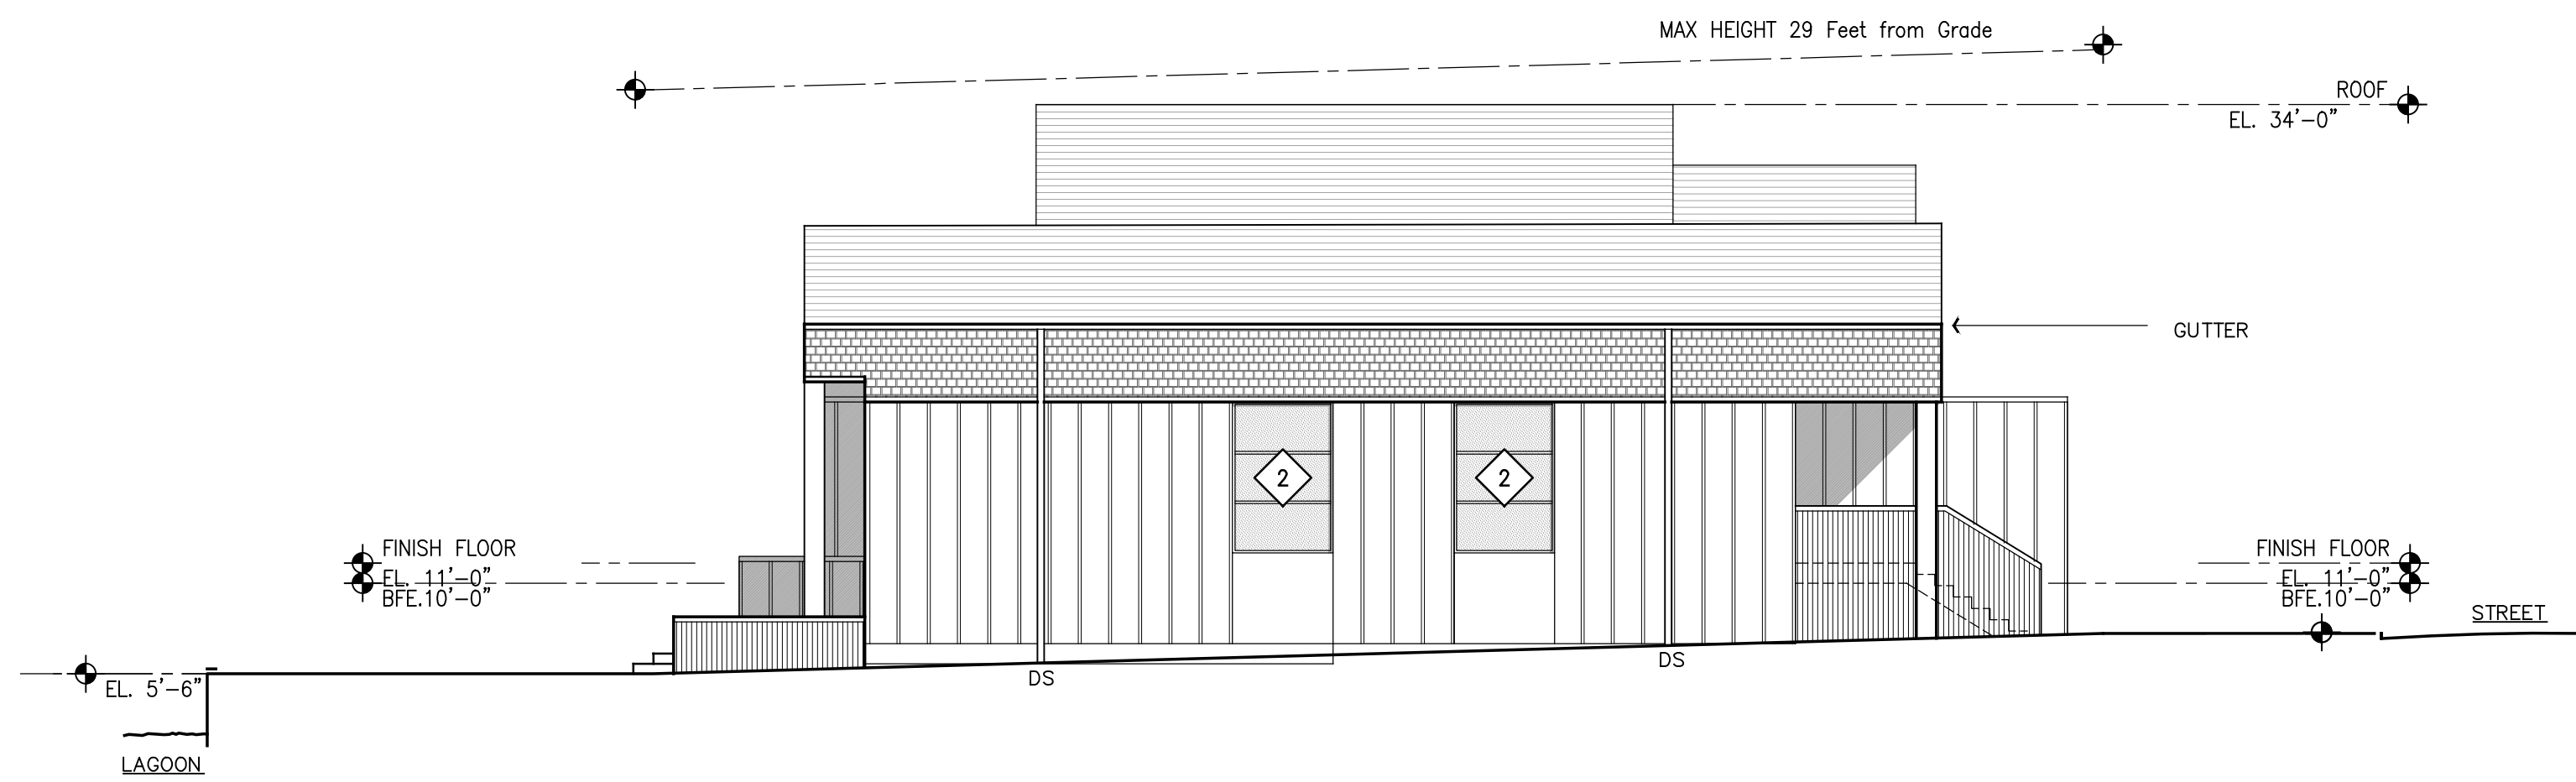 MAX HEIGHT 29 Feet from Grade
ROOF
EL. 34'-0"
GUTTER
2
2
FINISH FLOOR
EL. 11'-0"
BFE.10'-0"
FINISH FLOOR
EL. 11'-0"
BFE.10'-0"
STREET
EL. 5'-6"
DS
DS
LAGOON